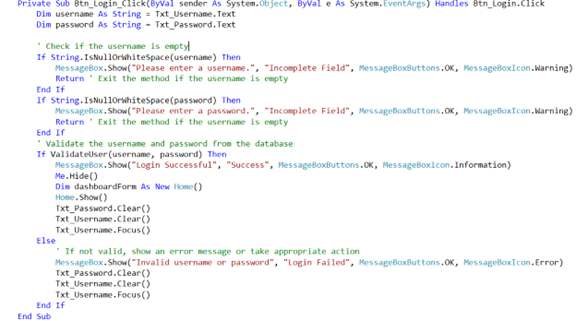 Private Sub Btn_Login_Click(ByVal sender As System.Object, ByVal e As System.EventArgs) Handles Btn_Login.Click
Dim username As String = Txt_Username.Text
Dim password As String = Txt_Password.Text
' Check if the username is empty
If String.IsNullOrWhiteSpace(username) Then
MessageBox.Show("Please enter a username.", "Incomplete Field", MessageBoxButtons.OK, MessageBoxIcon.Warning)
Return ' Exit the method if the username is empty
End If
If String.IsNullOrWhiteSpace(password) Then
MessageBox.Show("Please enter a password.", "Incomplete Field", MessageBoxButtons.OK, MessageBoxIcon.Warning)
Return ' Exit the method if the username is empty
End If
' Validate the username and password from the database
If ValidateUser(username, password) Then
MessageBox.Show("Login Successful", "Success", MessageBoxButtons.OK, MessageBoxIcon.Information)
Me.Hide()
Dim dashboardForm As New Home()
Home.Show()
Txt_Password.Clear()
Txt_Username.Clear()
Txt_Username.Focus()
Else
' If not valid, show an error message or take appropriate action
MessageBox.Show("Invalid username or password", "Login Failed", MessageBoxButtons.OK, MessageBoxIcon.Error)
Txt_Password.Clear()
Txt_Username.Clear()
Txt_Username.Focus()
End If
End Sub